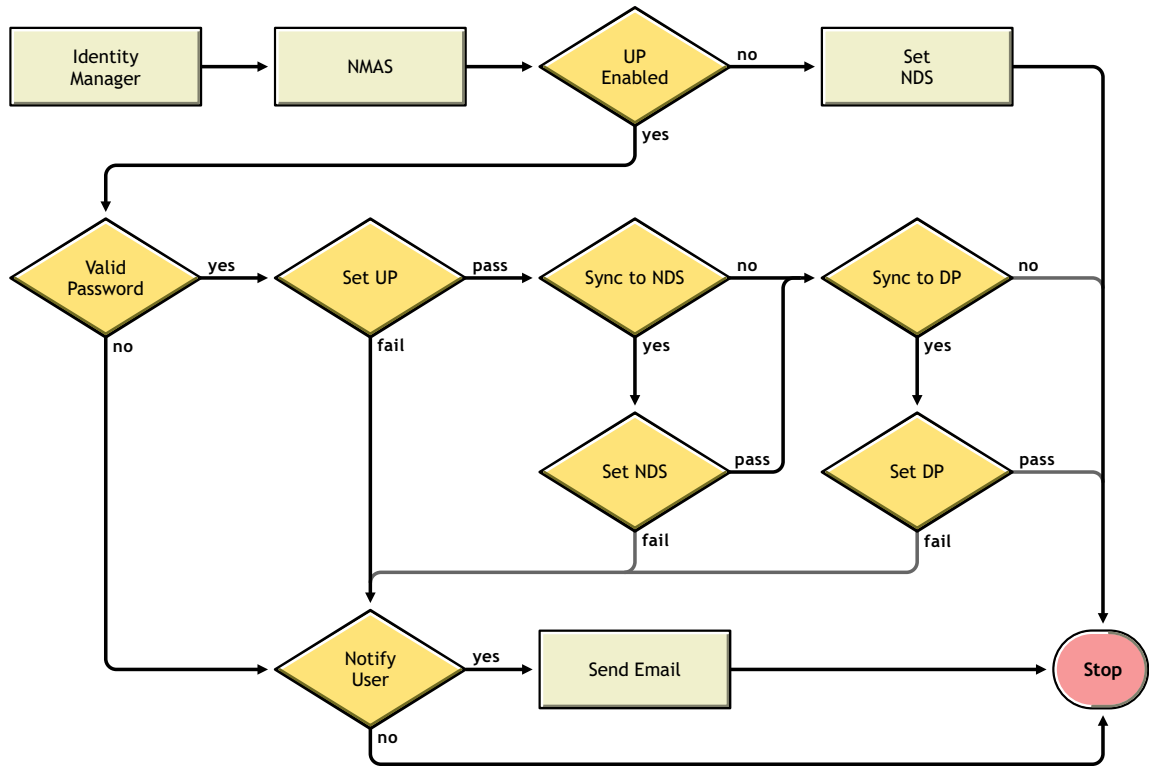 Identity
Manager
NMAS
UP
Enabled
no
Set
NDS
yes
Valid
Password
yes
Set UP
pass
Sync to NDS
no
Sync to DP
no
no
fail
yes
yes
Set NDS
pass
Set DP
pass
fail
fail
Notify
User
yes
Send Email
Stop
no